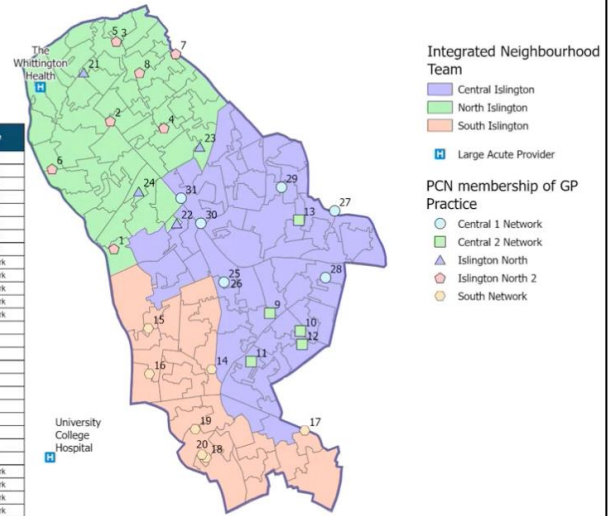 The
Whittington
Health
5 3
7
21
8
2
4
6
23
24
31
29
22
30
13
27
1
25
26
28
9
10
12
15
11
14
16
19
17
20
18
University
College
Hospital
Integrated Neighbourhood
Team
Central Islington
North Islington
South Islington
H Large Acute Provider
PCN membership of GP
Practice
Central 1 Network
Central 2 Network
Islington North
Islington North 2
South Network